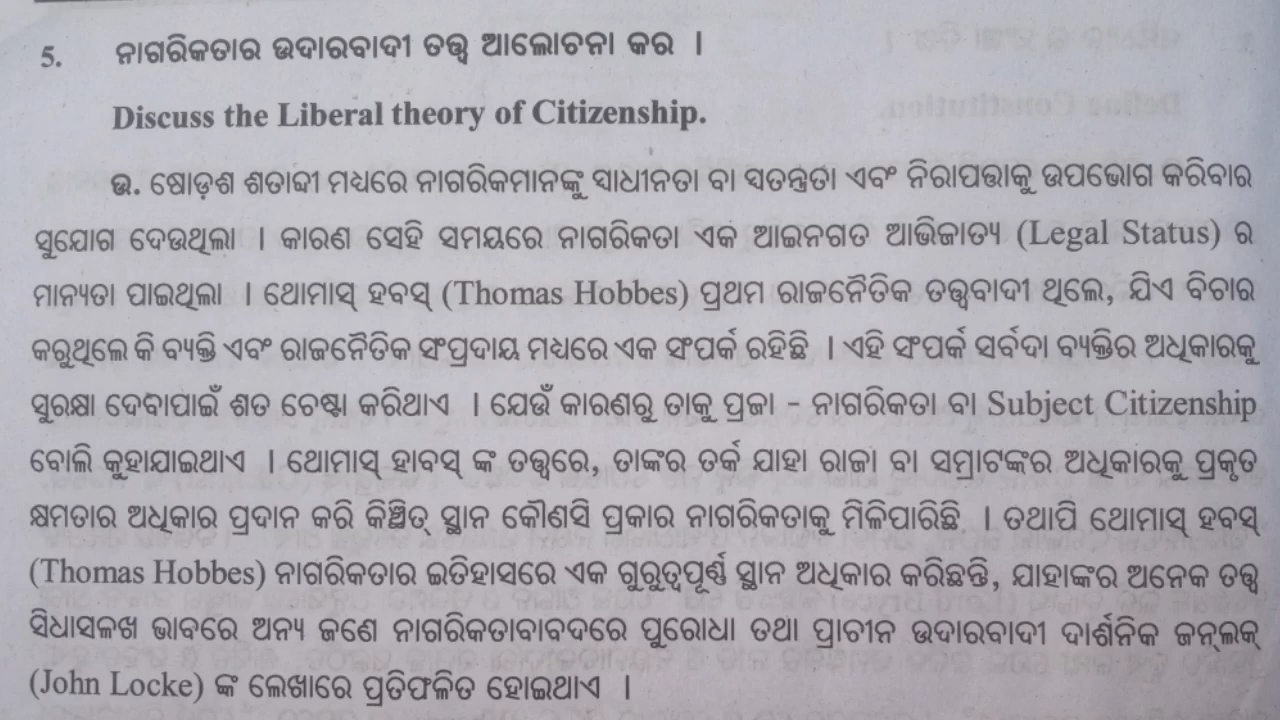 5. ନାଗରିକତାର ଉଦାରବାଦୀ ତତ୍ତ୍ୱ ଆଲୋଚନା କର ।
Discuss the Liberal theory of Citizenship.
ଉ. ଷୋଡ଼ଶ ଶତାବ୍ଦୀ ମଧ୍ୟରେ ନାଗରିକମାନଙ୍କୁ ସାଧୀନତା ବା ସତନ୍ତ୍ରତା ଏବଂ ନିରାପତ୍ତାକୁ ଉପଭୋଗ କରିବାର
ସୁଯୋଗ ଦେଉଥିଲା । କାରଣ ସେହି ସମୟରେ ନାଗରିକତା ଏକ ଆଇନଗତ ଆଭିଜାତ୍ୟ (Legal Status) ର
ମାନ୍ୟତା ପାଇଥିଲା । ଥୋମାସ୍ ହବସ୍ (Thomas Hobbes) ପ୍ରଥମ ରାଜନୈତିକ ତତ୍ତ୍ୱବାଦୀ ଥିଲେ, ଯିଏ ବିଚାର
କରୁଥିଲେ କି ବ୍ୟକ୍ତି ଏବଂ ରାଜନୈତିକ ସଂପ୍ରଦାୟ ମଧ୍ୟରେ ଏକ ସଂପର୍କ ରହିଛି । ଏହି ସଂପର୍କ ସର୍ବଦା ବ୍ୟକ୍ତିର ଅଧିକାରକୁ
ସୁରକ୍ଷା ଦେବାପାଇଁ ଶତ ଚେଷ୍ଟା କରିଥାଏ । ଯେଉଁ କାରଣରୁ ତାକୁ ପ୍ରଜା - ନାଗରିକତା ବା Subject Citizenship
ବୋଲି କୁହାଯାଇଥାଏ । ଥୋମାସ୍ ହାବସ୍ ଙ୍କ ତତ୍ତ୍ୱରେ, ତାଙ୍କର ତର୍କ ଯାହା ରାଜା ବା ସମ୍ରାଟଙ୍କର ଅଧିକାରକୁ ପ୍ରକୃତ
କ୍ଷମତାର ଅଧିକାର ପ୍ରଦାନ କରି କିଞ୍ଚିତ୍ ସ୍ଥାନ କୌଣସି ପ୍ରକାର ନାଗରିକତାକୁ ମିଳିପାରିଛି । ତଥାପି ଥୋମାସ୍ ହବସ୍
(Thomas Hobbes) ନାଗରିକତାର ଇତିହାସରେ ଏକ ଗୁରୁତ୍ୱପୂର୍ଣ୍ଣ ସ୍ଥାନ ଅଧିକାର କରିଛନ୍ତି, ଯାହାଙ୍କର ଅନେକ ତତ୍ତ୍ୱ
ସିଧାସଳଖ ଭାବରେ ଅନ୍ୟ ଜଣେ ନାଗରିକତାବାବଦରେ ପୁରୋଧା ତଥା ପ୍ରାଚୀନ ଉଦାରବାଦୀ ଦାର୍ଶନିକ ଜନ୍‌ଲକ୍
(John Locke) ଙ୍କ ଲେଖାରେ ପ୍ରତିଫଳିତ ହୋଇଥାଏ ।